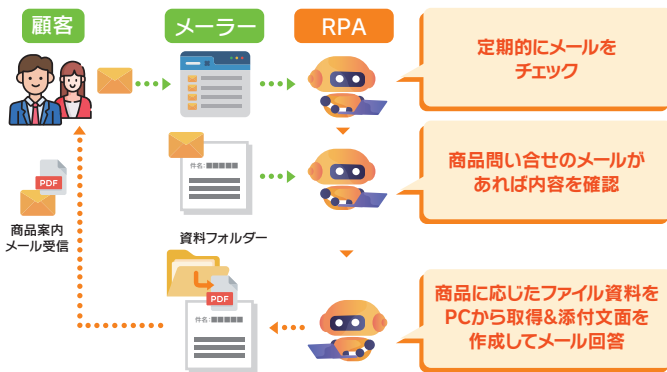 顧客
メーラー
RPA
定期的にメールを
チェック
件名:■■■■■
商品問い合せのメールが
あれば内容を確認
PDF
商品案内
メール受信
資料フォルダー
PDF
件名:■■■■■
商品に応じたファイル資料を
PCから取得&添付文面を
作成してメール回答